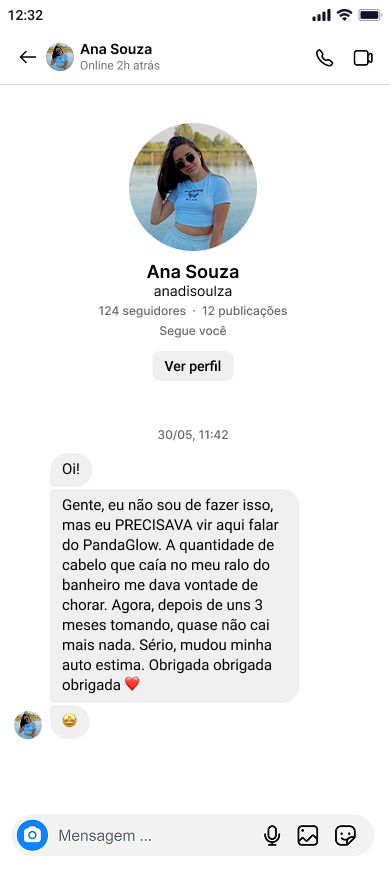 12:32
Ana Souza
Online 2h atrás
Ana Souza
anadisoulza
124 seguidores · 12 publicações
Segue você
Ver perfil
30/05, 11:42
Oi!
Gente, eu não sou de fazer isso,
mas eu PRECISAVA vir aqui falar
do PandaGlow. A quantidade de
cabelo que caía no meu ralo do
banheiro me dava vontade de
chorar. Agora, depois de uns 3
meses tomando, quase não cai
mais nada. Sério, mudou minha
auto estima. Obrigada obrigada
obrigada ❤️
🤩
Mensagem ...